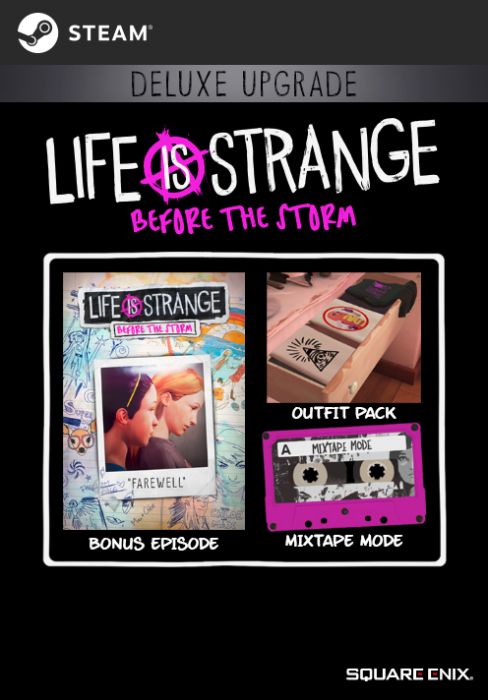 STEAM®
DELUXE UPGRADE
LIFE IS STRANGE
BEFORE THE STORM
LIFE IS STRANGE
BEFORE THE STORM
"FAREWELL"
BONUS EPISODE
OUTFIT PACK
A MIXTAPE MODE
MIXTAPE MODE
SQUARE ENIX®